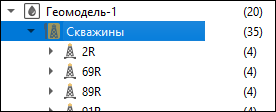 Геомодель-1 (20)
Скважины (35)
2R (4)
69R (4)
89R (4)